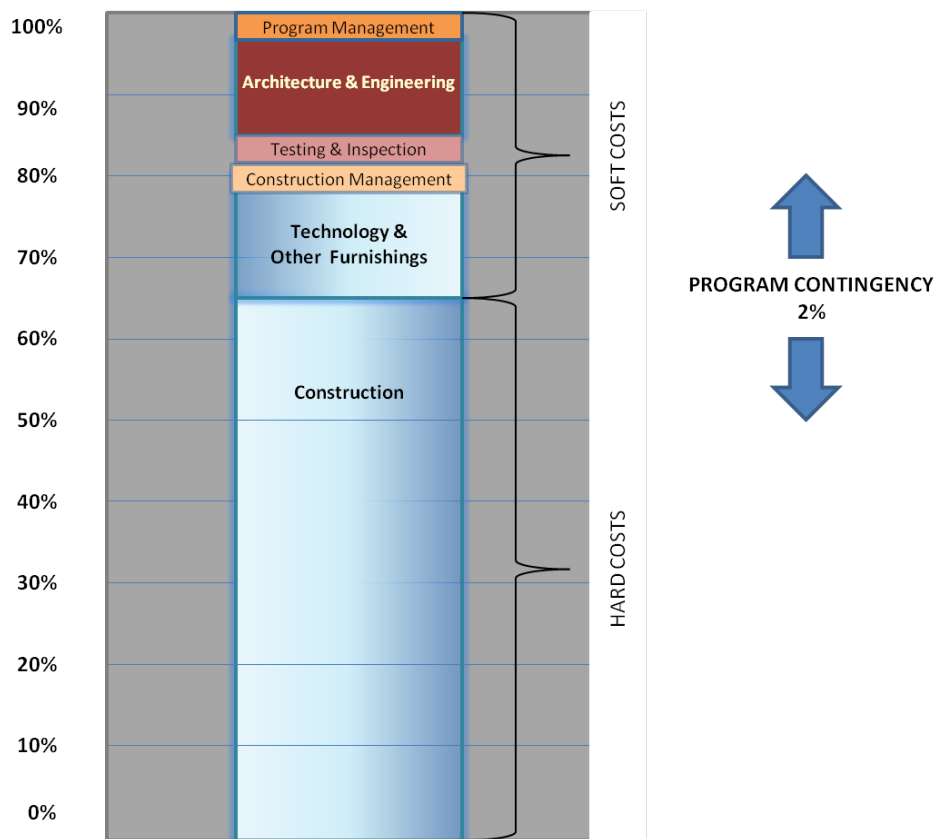 100%
90%
80%
70%
60%
50%
40%
30%
20%
10%
0%
Program Management
Architecture & Engineering
Testing & Inspection
Construction Management
Technology &
Other Furnishings
Construction
SOFT COSTS
HARD COSTS
PROGRAM CONTINGENCY
2%